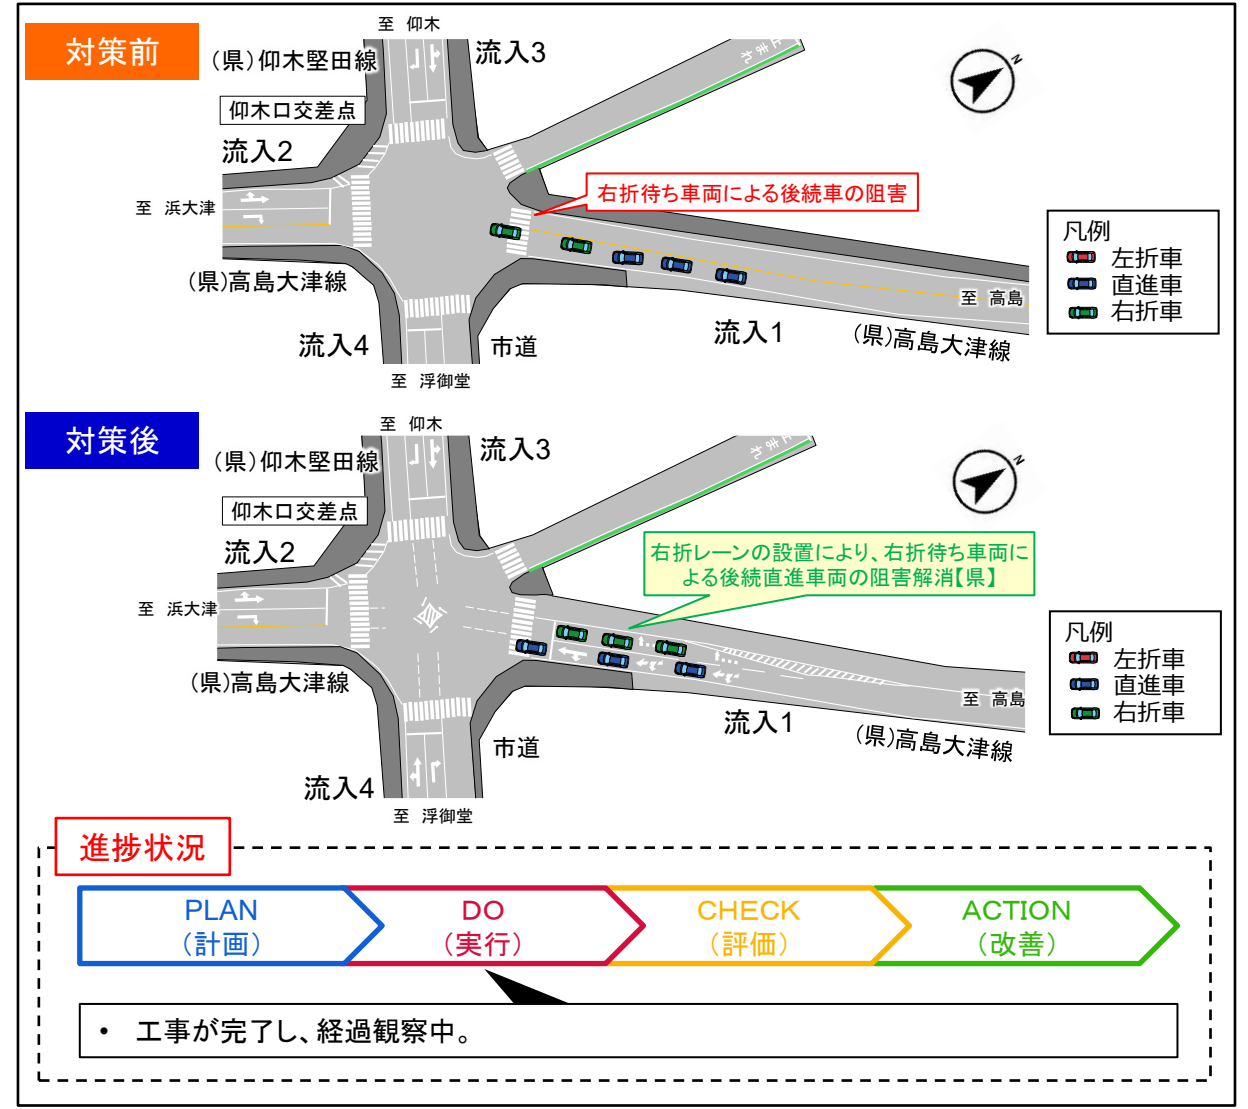 対策前
至 仰木
(県)仰木堅田線
流入3
止まれ
N
仰木口交差点
流入2
右折待ち車両による後続車の阻害
至 浜大津
凡例
左折車
直進車
右折車
(県)高島大津線
至 高島
流入4
市道
流入1
(県)高島大津線
至 浮御堂
対策後
至 仰木
(県)仰木堅田線
流入3
止まれ
N
仰木口交差点
流入2
右折レーンの設置により、右折待ち車両に
よる後続直進車両の阻害解消【県】
至 浜大津
凡例
左折車
直進車
右折車
(県)高島大津線
至 高島
流入1
市道
(県)高島大津線
流入4
至 浮御堂
進捗状況
PLAN
(計画)
DO
(実行)
CHECK
(評価)
ACTION
(改善)
• 工事が完了し、経過観察中。